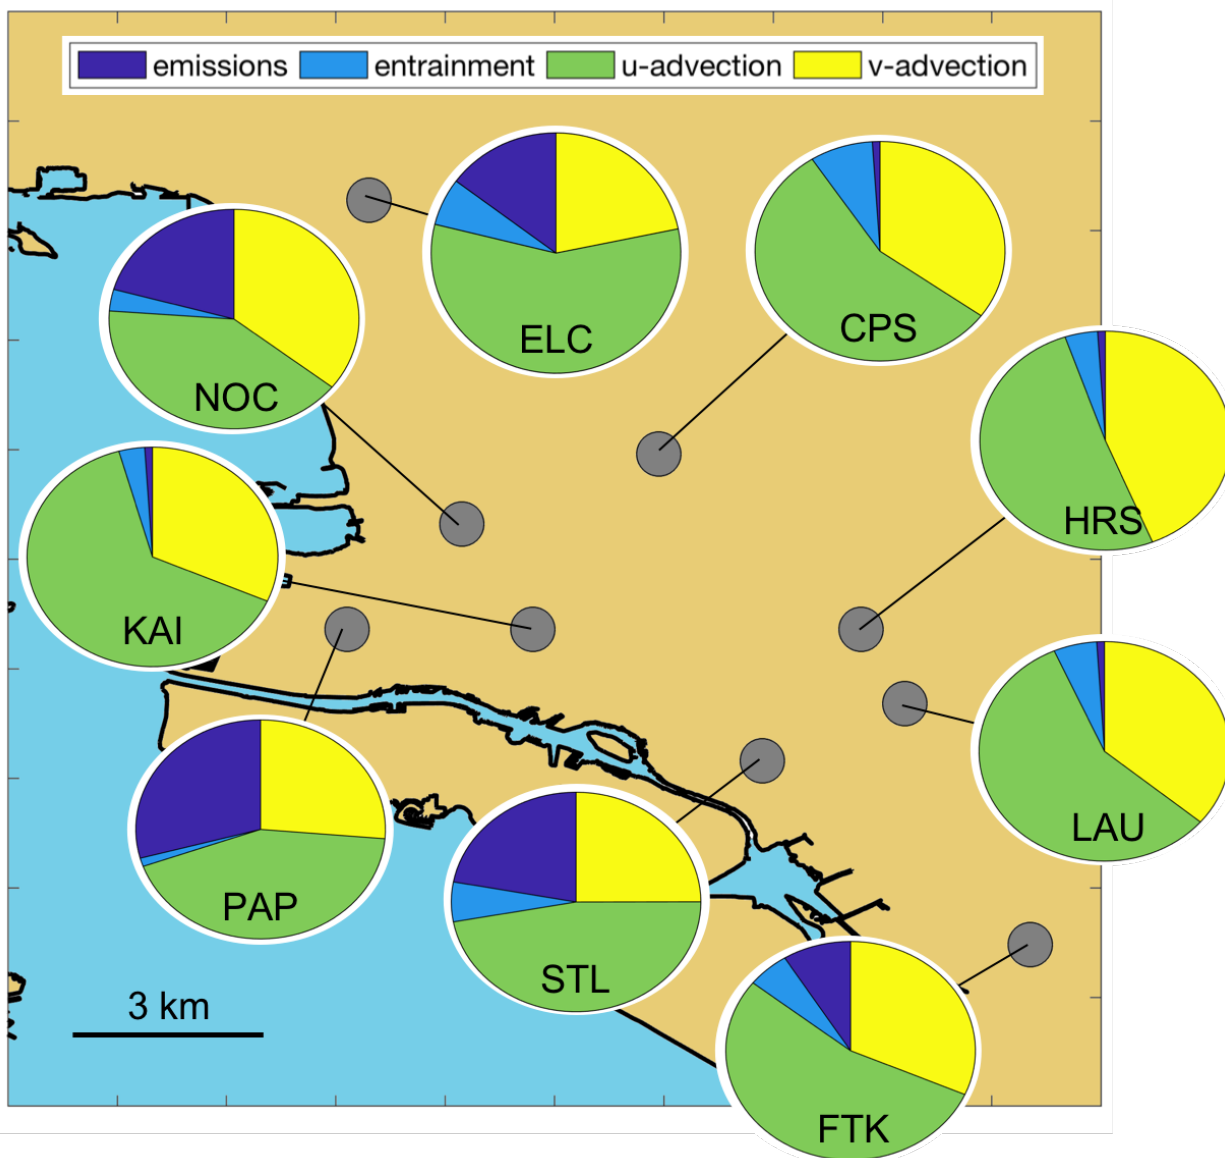 emissions entrainment u-advection v-advection
ELC
CPS
NOC
HRS
KAI
LAU
PAP
STL
3 km
FTK